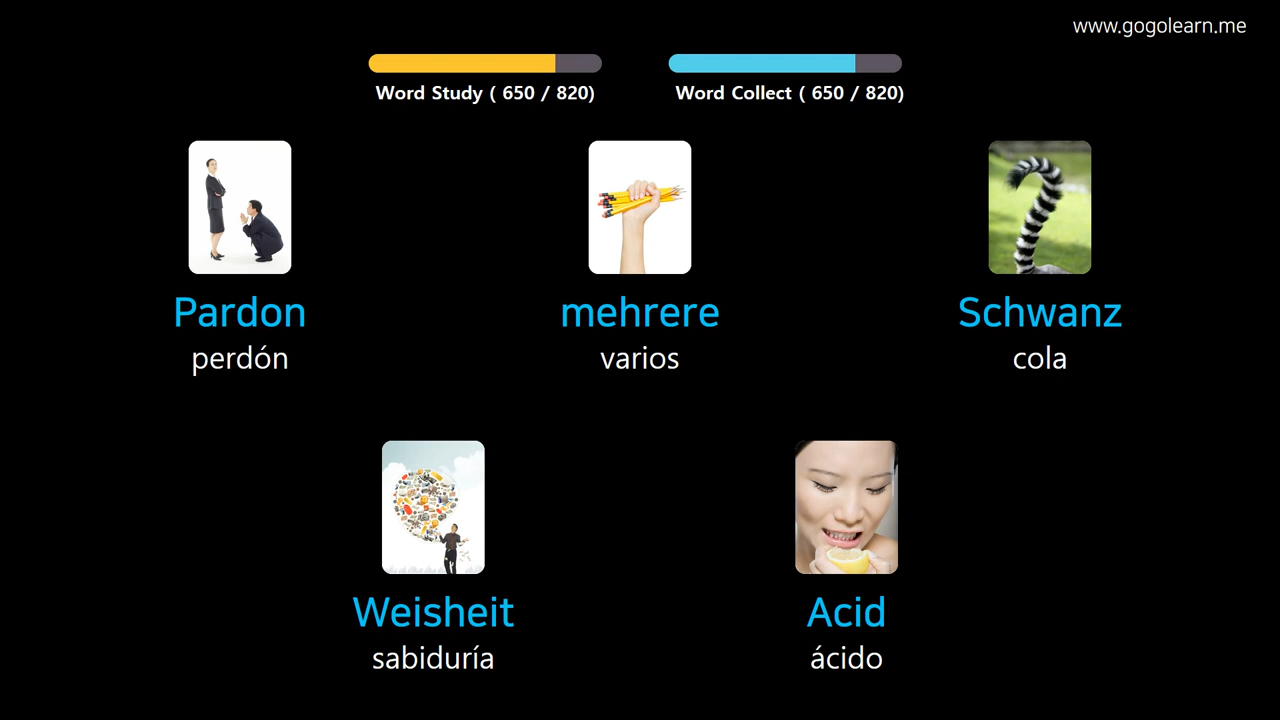 www.gogolearn.me
Word Study ( 650 / 820)
Word Collect ( 650 / 820)
Pardon
perdón
mehrere
varios
Schwanz
cola
Weisheit
sabiduría
Acid
ácido